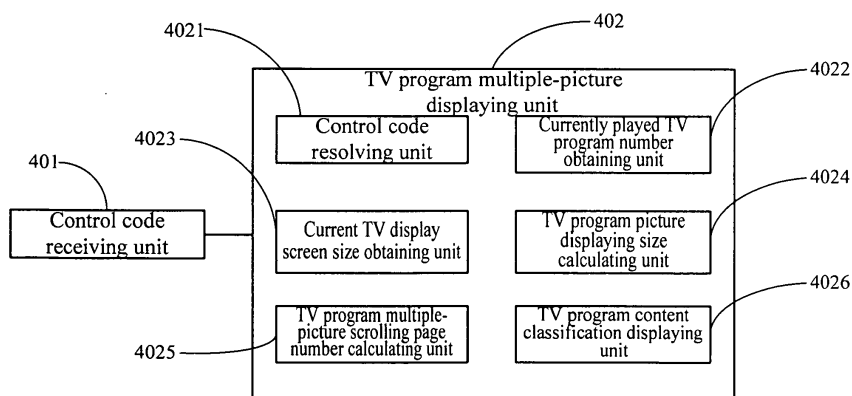 4021
402
4022
TV program multiple-picture
displaying unit
4023
Control code
resolving unit
Currently played TV
program number
obtaining unit
401
4024
Control code
receiving unit
Current TV display
screen size obtaining unit
TV program picture
displaying size
calculating unit
4026
TV program multiple-
picture scrolling page
number calculating unit
TV program content
classification displaying
unit
4025